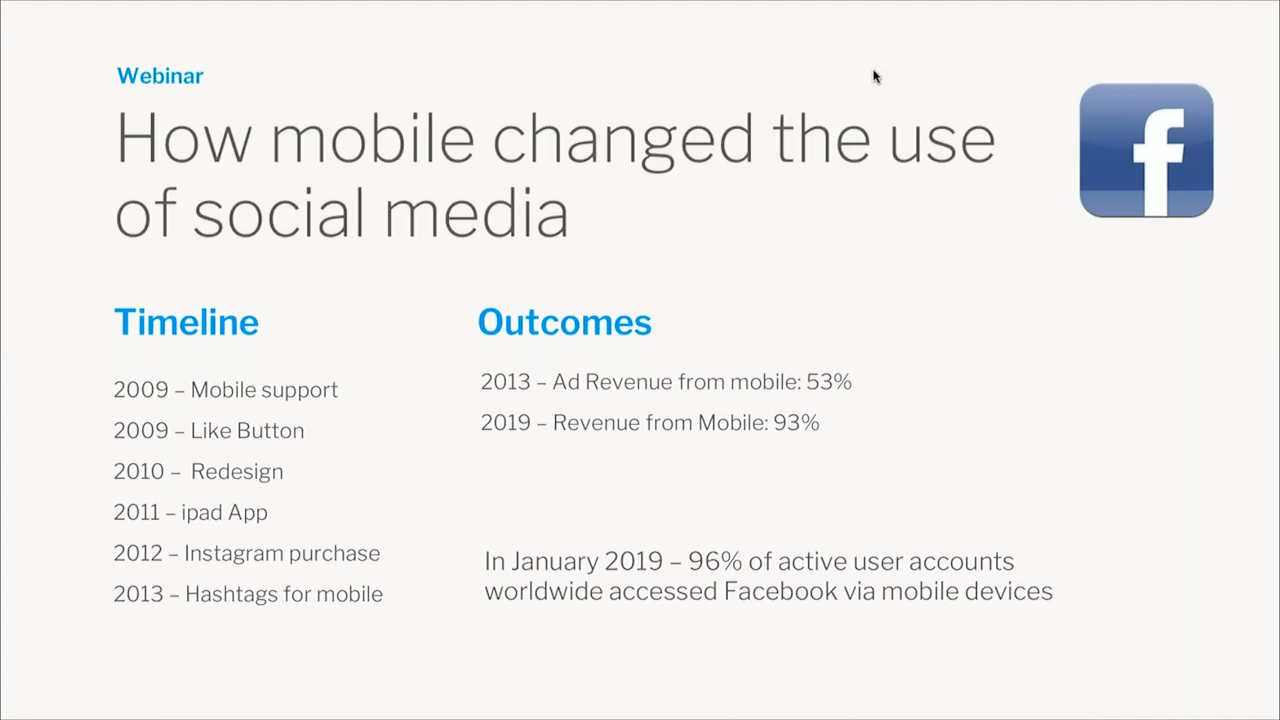 Webinar
How mobile changed the use
of social media
Timeline
2009 – Mobile support
2009 – Like Button
2010 – Redesign
2011 – ipad App
2012 – Instagram purchase
2013 – Hashtags for mobile
Outcomes
2013 – Ad Revenue from mobile: 53%
2019 – Revenue from Mobile: 93%
In January 2019 – 96% of active user accounts
worldwide accessed Facebook via mobile devices
f